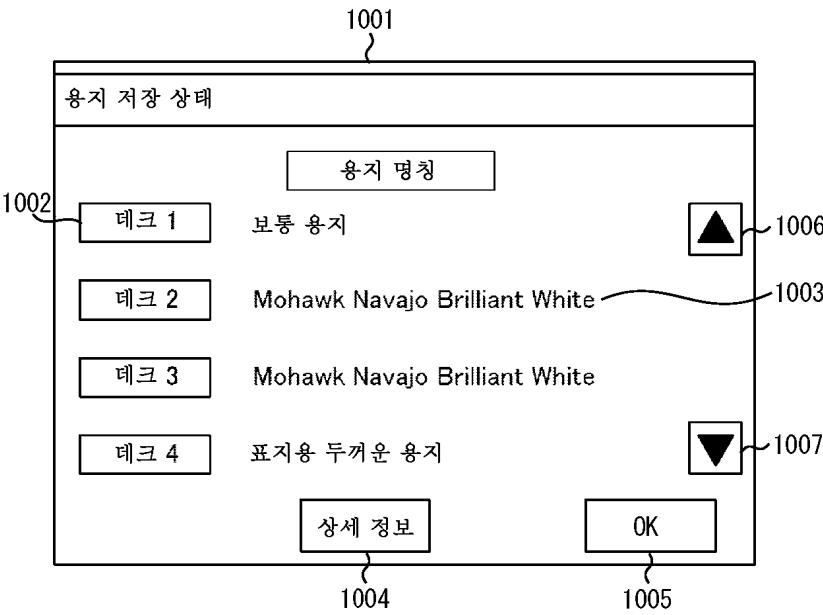 1001
용지 저장 상태
용지 명칭
1002
데크 1 보통 용지
1006
데크 2 Mohawk Navajo Brilliant White
1003
데크 3 Mohawk Navajo Brilliant White
데크 4 표지용 두꺼운 용지
1007
상세 정보 OK
1004 1005